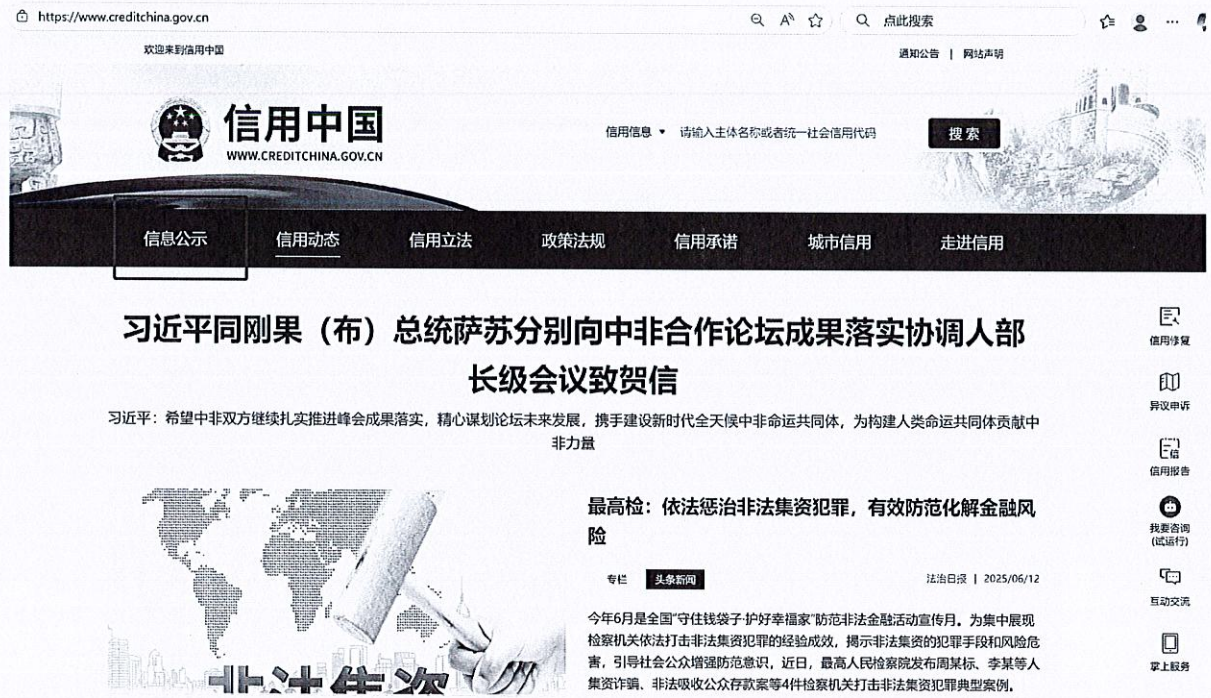 https://www.creditchina.gov.cn
点此搜索
欢迎来到信用中国
通知公告 | 网站声明
信用中国
WWW.CREDITCHINA.GOV.CN
信用信息 请输入主体名称或者统一社会信用代码 搜索
信息公示 信用动态 信用立法 政策法规 信用承诺 城市信用 走进信用
习近平同刚果（布）总统萨苏分别向中非合作论坛成果落实协调人部
长级会议致贺信
习近平：希望中非双方继续扎实推进峰会成果落实，精心谋划论坛未来发展，携手建设新时代全天候中非命运共同体，为构建人类命运共同体贡献中
非力量
信用修复
异议申诉
信用报告
我要咨询
(试运行)
互动交流
掌上服务
最高检：依法惩治非法集资犯罪，有效防范化解金融风
险
专栏 头条新闻 法治日报 | 2025/06/12
今年6月是全国“守住钱袋子·护好幸福家”防范非法金融活动宣传月。为集中展现
检察机关依法打击非法集资犯罪的经验成效，揭示非法集资的犯罪手段和风险危
害，引导社会公众增强防范意识，近日，最高人民检察院发布周某标、李某等人
集资诈骗、非法吸收公众存款案等4件检察机关打击非法集资犯罪典型案例。
非法集资